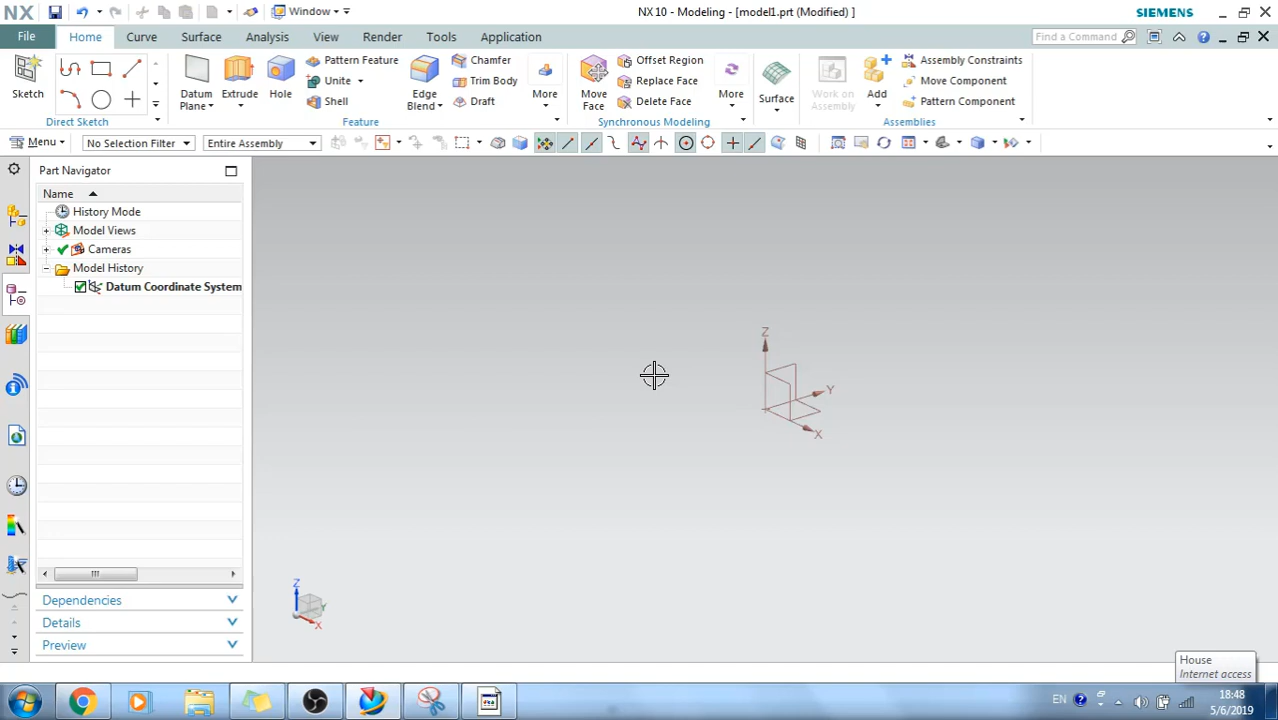 NX
Window
NX 10 - Modeling - [model1.prt (Modified) ]
SIEMENS
File
Home
Curve
Surface
Analysis
View
Render
Tools
Application
Find a Command
Sketch
Direct Sketch
Datum
Plane
Extrude
Hole
Pattern Feature
Unite
Shell
Edge
Blend
Chamfer
Trim Body
Draft
More
Feature
Move
Face
Offset Region
Replace Face
Delete Face
More
Synchronous Modeling
Surface
Work on
Assembly
Add
Assembly Constraints
Move Component
Pattern Component
Assemblies
Menu
No Selection Filter
Entire Assembly
Part Navigator
Name
History Mode
Model Views
Cameras
Model History
Datum Coordinate System
Dependencies
Details
Preview
Z
Y
X
Z
Y
X
House
Internet access
EN
18:48
5/6/2019